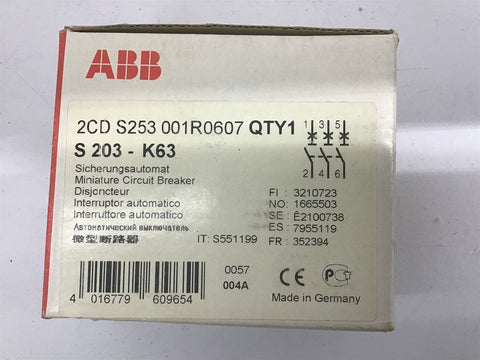 ABB
2CD S253 001R0607 QTY1
S 203 - K63
1 3 5
2 4 6
Sicherungsautomat
Miniature Circuit Breaker
Disjoncteur
Interruptor automatico
Interruttore automatico
Автоматический выключатель
微型断路器
FI : 3210723
NO: 1665503
SE : E2100738
ES : 7955119
IT: S551199 FR : 352394
0057
004A
CE
Made in Germany
4 016779 609654